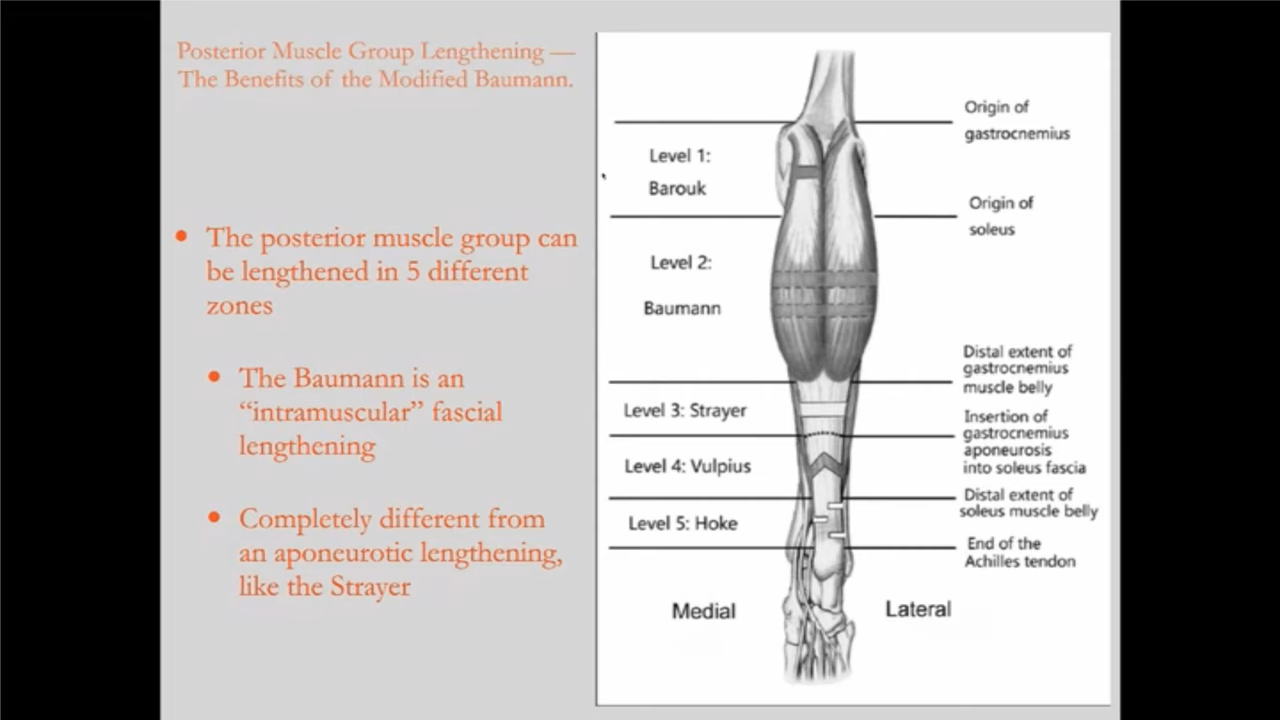 Posterior Muscle Group Lengthening —
The Benefits of the Modified Baumann.
The posterior muscle group can
be lengthened in 5 different
zones
The Baumann is an
“intramuscular” fascial
lengthening
Completely different from
an aponeurotic lengthening,
like the Strayer
Origin of
gastrocnemius
Level 1:
Barouk
Origin of
soleus
Level 2:
Baumann
Distal extent of
gastrocnemius
muscle belly
Level 3: Strayer
Insertion of
gastrocnemius
aponeurosis
into soleus fascia
Level 4: Vulpius
Distal extent of
soleus muscle belly
Level 5: Hoke
End of the
Achilles tendon
Medial
Lateral